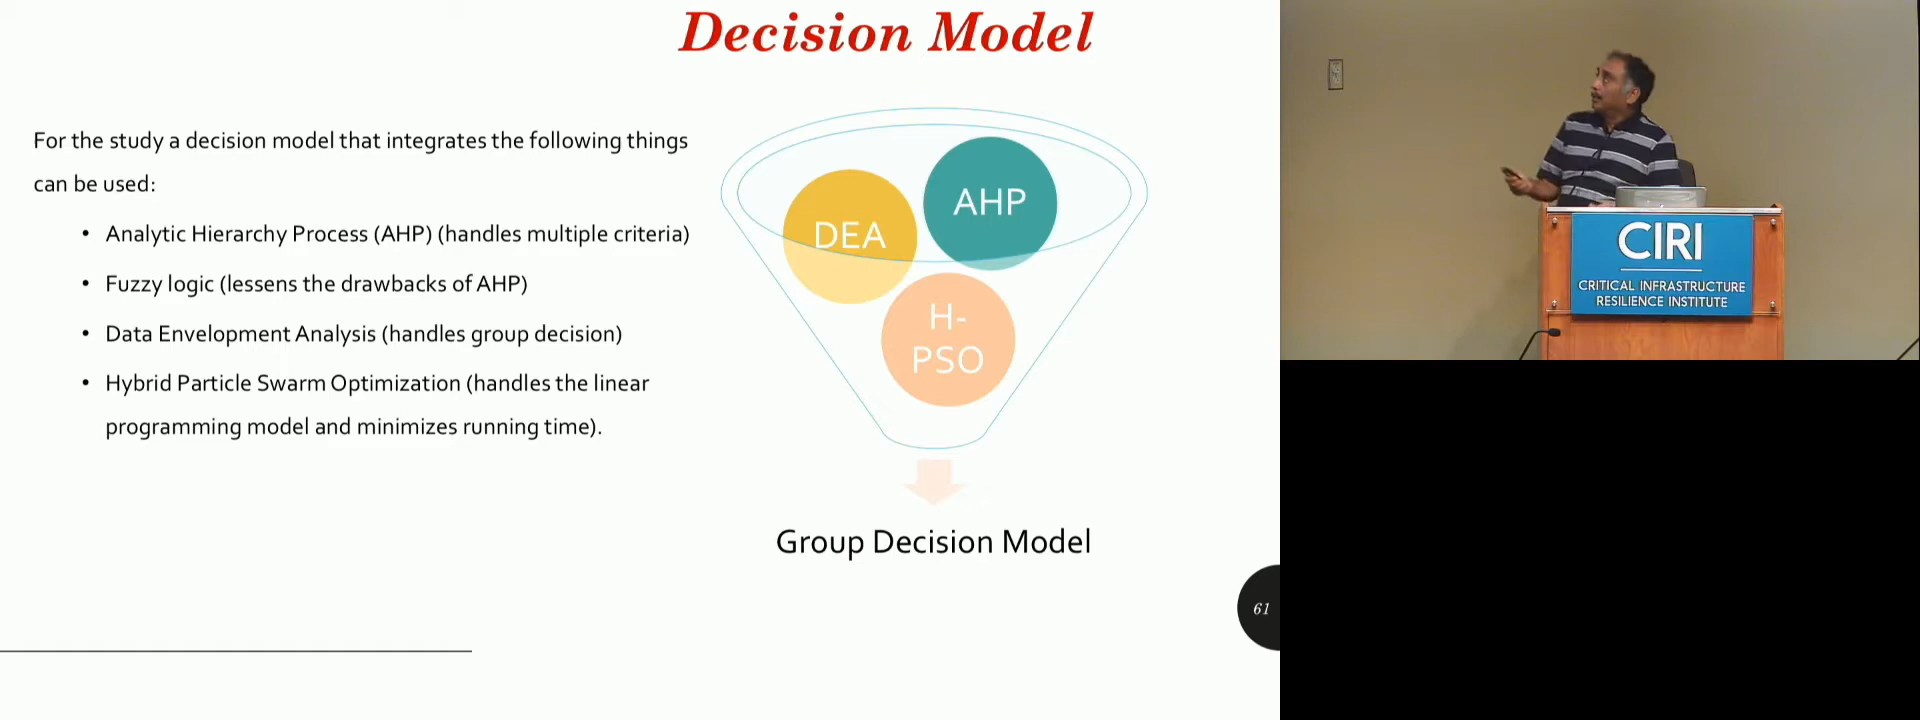 Decision Model
For the study a decision model that integrates the following things
can be used:
• Analytic Hierarchy Process (AHP) (handles multiple criteria)
• Fuzzy logic (lessens the drawbacks of AHP)
• Data Envelopment Analysis (handles group decision)
• Hybrid Particle Swarm Optimization (handles the linear
programming model and minimizes running time).
DEA
AHP
H-
PSO
Group Decision Model
61
CIRI
CRITICAL INFRASTRUCTURE
RESILIENCE INSTITUTE